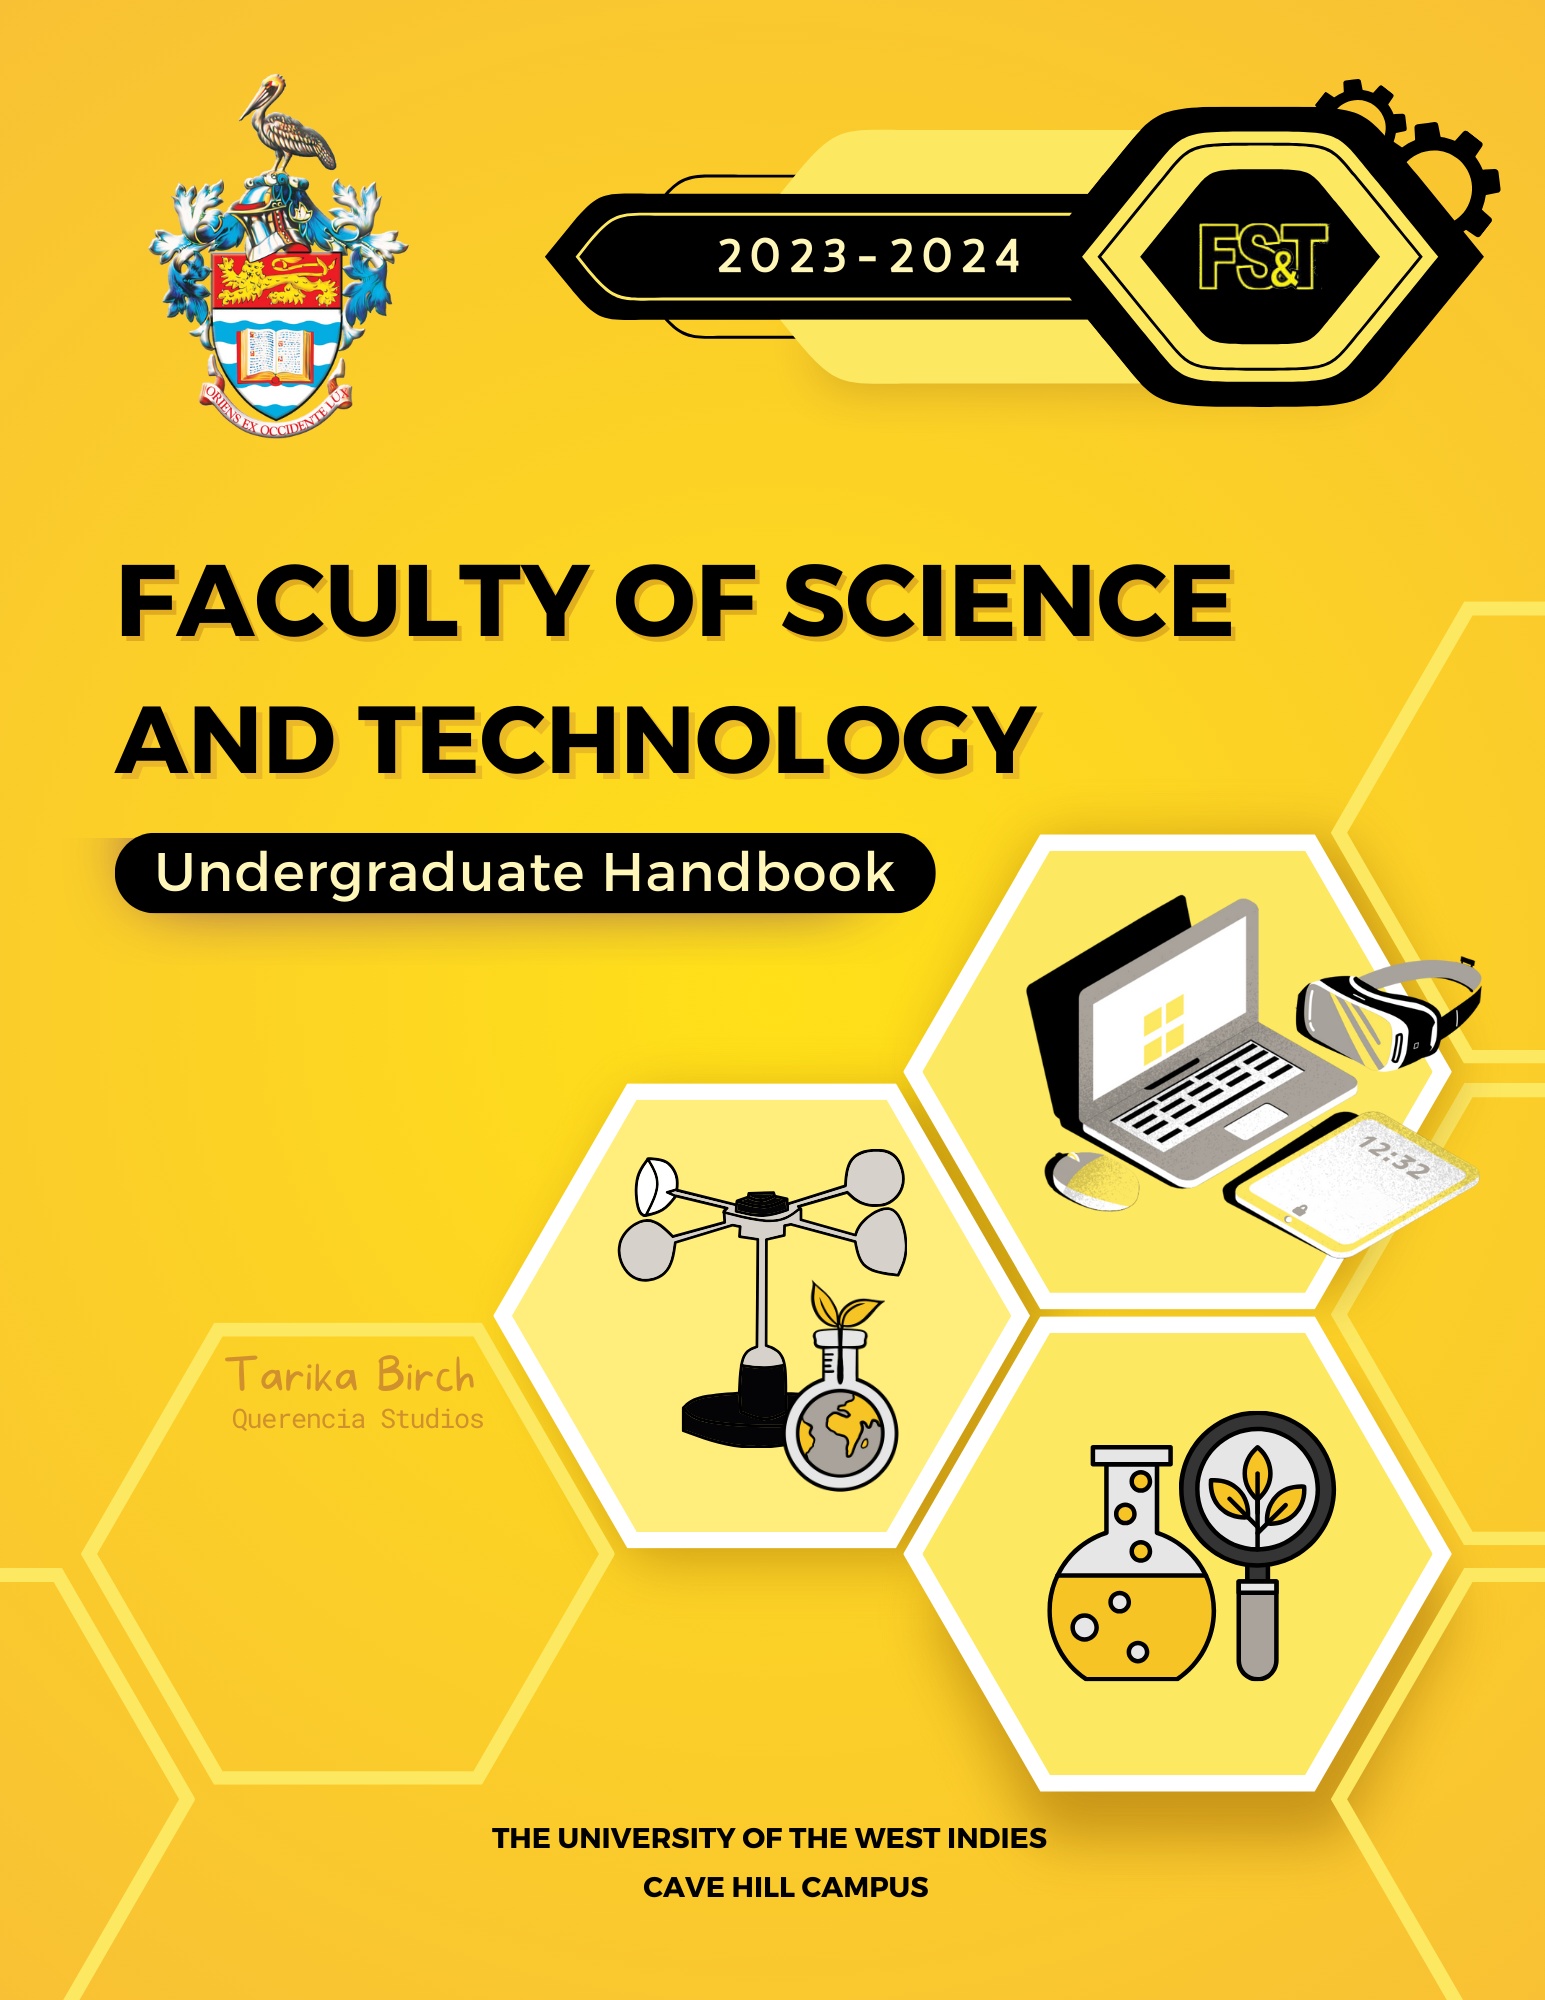 2023-2024
FS&T
ORIENS EX OCCIDENTE LUX
FACULTY OF SCIENCE
AND TECHNOLOGY
Undergraduate Handbook
12:32
Tarika Birch
Querencia Studios
THE UNIVERSITY OF THE WEST INDIES
CAVE HILL CAMPUS